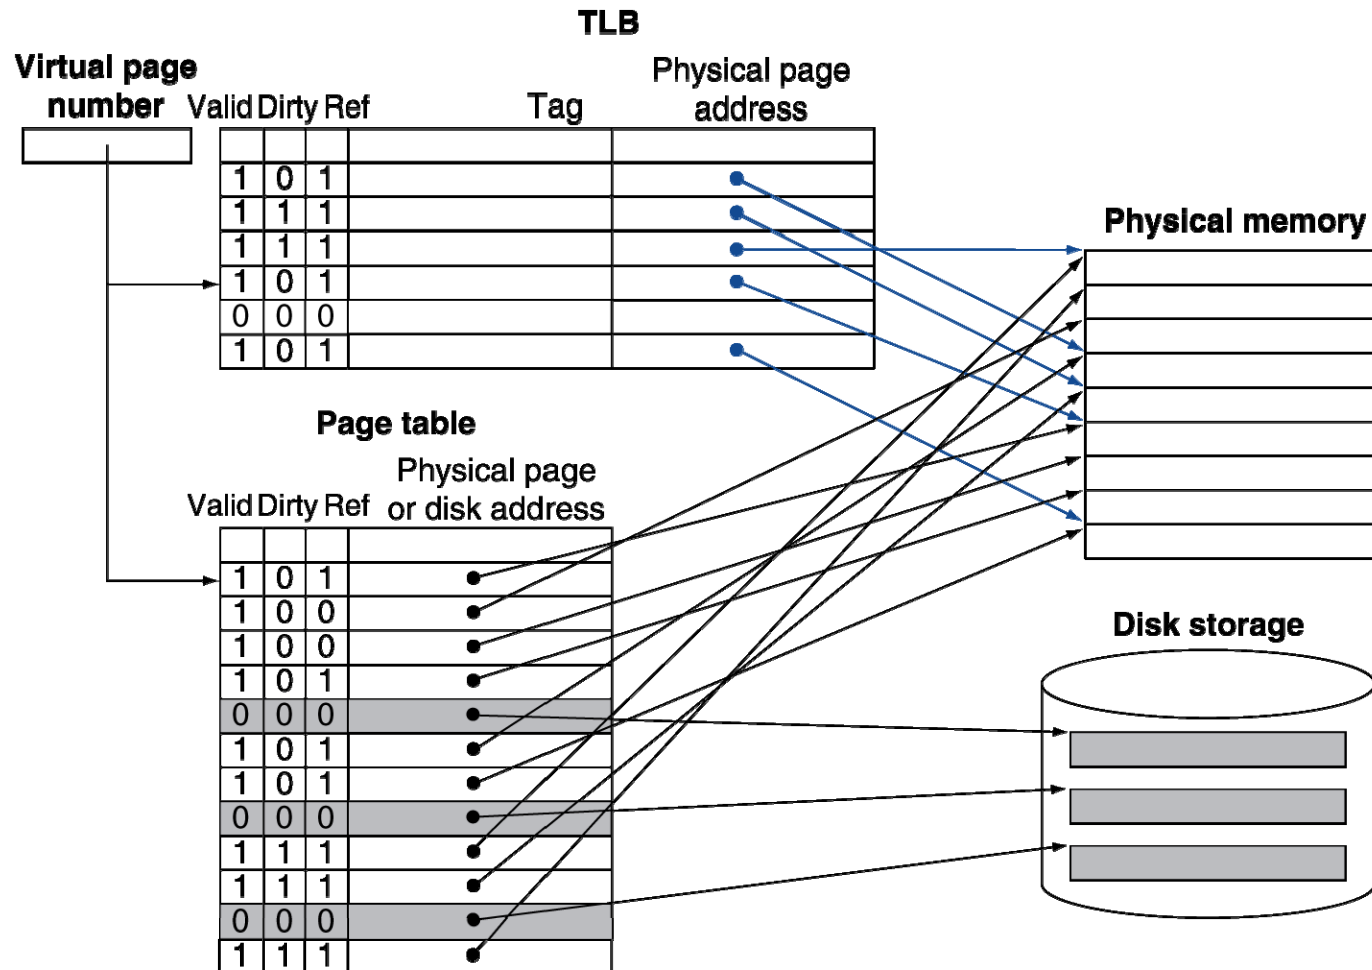 TLB
Virtual page
number
Valid Dirty Ref
Tag
Physical page
address
1 0 1
1 1 1
1 1 1
1 0 1
0 0 0
1 0 1
Physical memory
Page table
Physical page
or disk address
Valid Dirty Ref
1 0 1
1 0 0
1 0 0
1 0 1
0 0 0
1 0 1
1 0 1
0 0 0
1 1 1
1 1 1
0 0 0
1 1 1
Disk storage